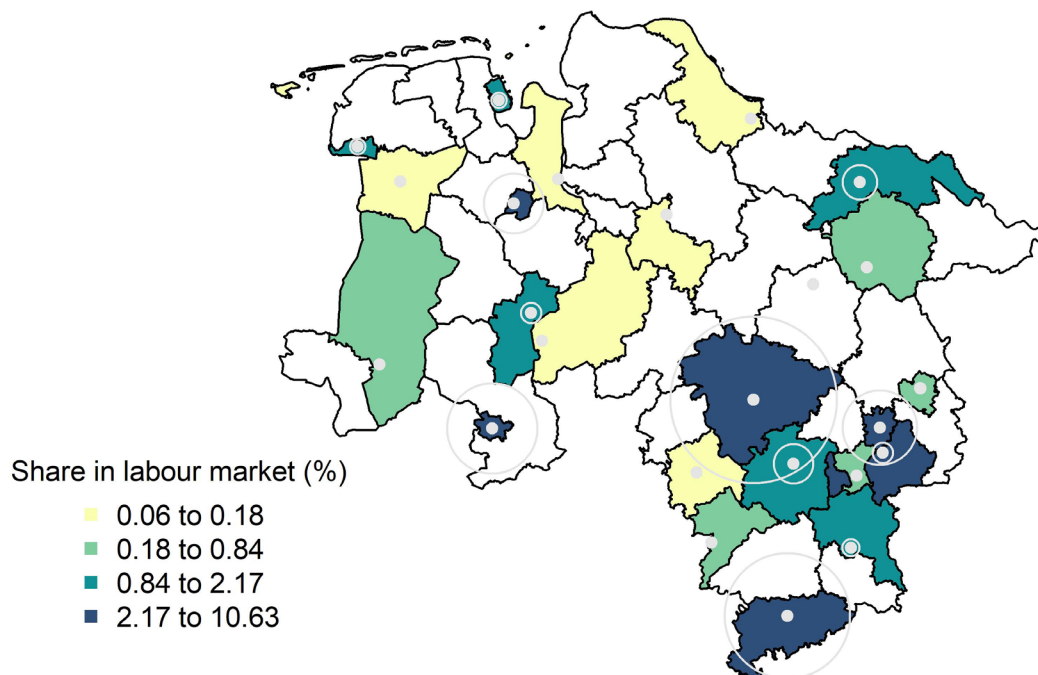 Share in labour market (%)
0.06 to 0.18
0.18 to 0.84
0.84 to 2.17
2.17 to 10.63